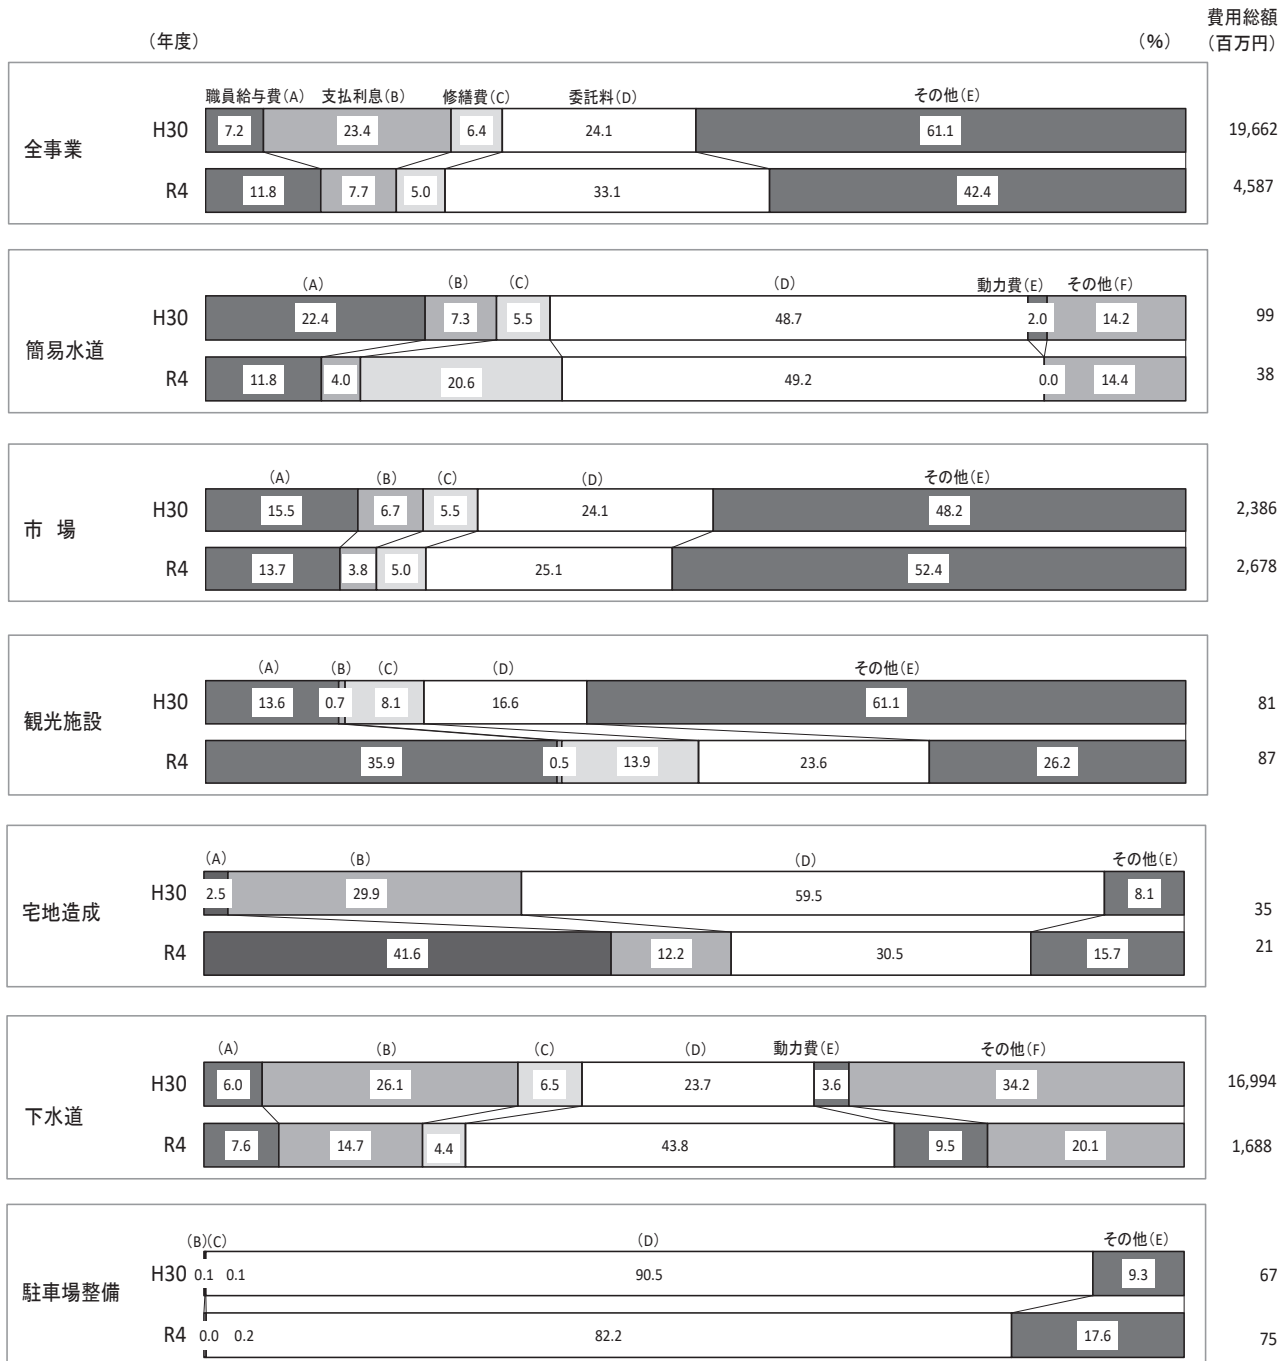 費用総額
（年度）　（％）　（百万円）
職員給与費（A）　支払利息（B）　修繕費（C）　委託料（D）　その他（E）
全事業
H30 7.2 23.4 6.4 24.1 61.1 19,662
R4 11.8 7.7 5.0 33.1 42.4 4,587
（A）　（B）　（C）　（D）　動力費（E）　その他（F）
簡易水道
H30 22.4 7.3 5.5 48.7 2.0 14.2 99
R4 11.8 4.0 20.6 49.2 0.0 14.4 38
（A）　（B）　（C）　（D）　その他（E）
市 場
H30 15.5 6.7 5.5 24.1 48.2 2,386
R4 13.7 3.8 5.0 25.1 52.4 2,678
（A）　（B）　（C）　（D）　その他（E）
観光施設
H30 13.6 0.7 8.1 16.6 61.1 81
R4 35.9 0.5 13.9 23.6 26.2 87
（A）　（B）　（D）　その他（E）
宅地造成
H30 2.5 29.9 59.5 8.1 35
R4 41.6 12.2 30.5 15.7 21
（A）　（B）　（C）　（D）　動力費（E）　その他（F）
下水道
H30 6.0 26.1 6.5 23.7 3.6 34.2 16,994
R4 7.6 14.7 4.4 43.8 9.5 20.1 1,688
（B）（C）　（D）　その他（E）
駐車場整備
H30 0.1 0.1 90.5 9.3 67
R4 0.0 0.2 82.2 17.6 75